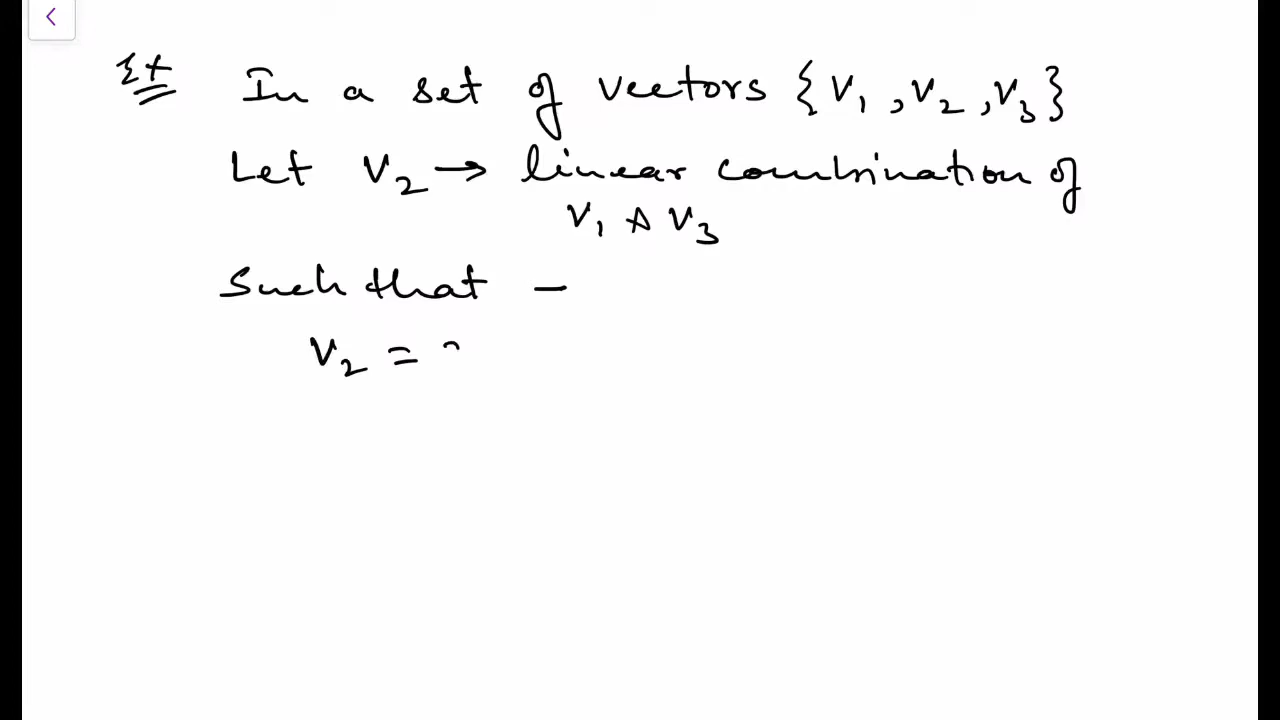 Ex In a set of vectors {V1, V2, V3}
Let V2 → linear combination of
V1 & V3
Such that –
V2 =